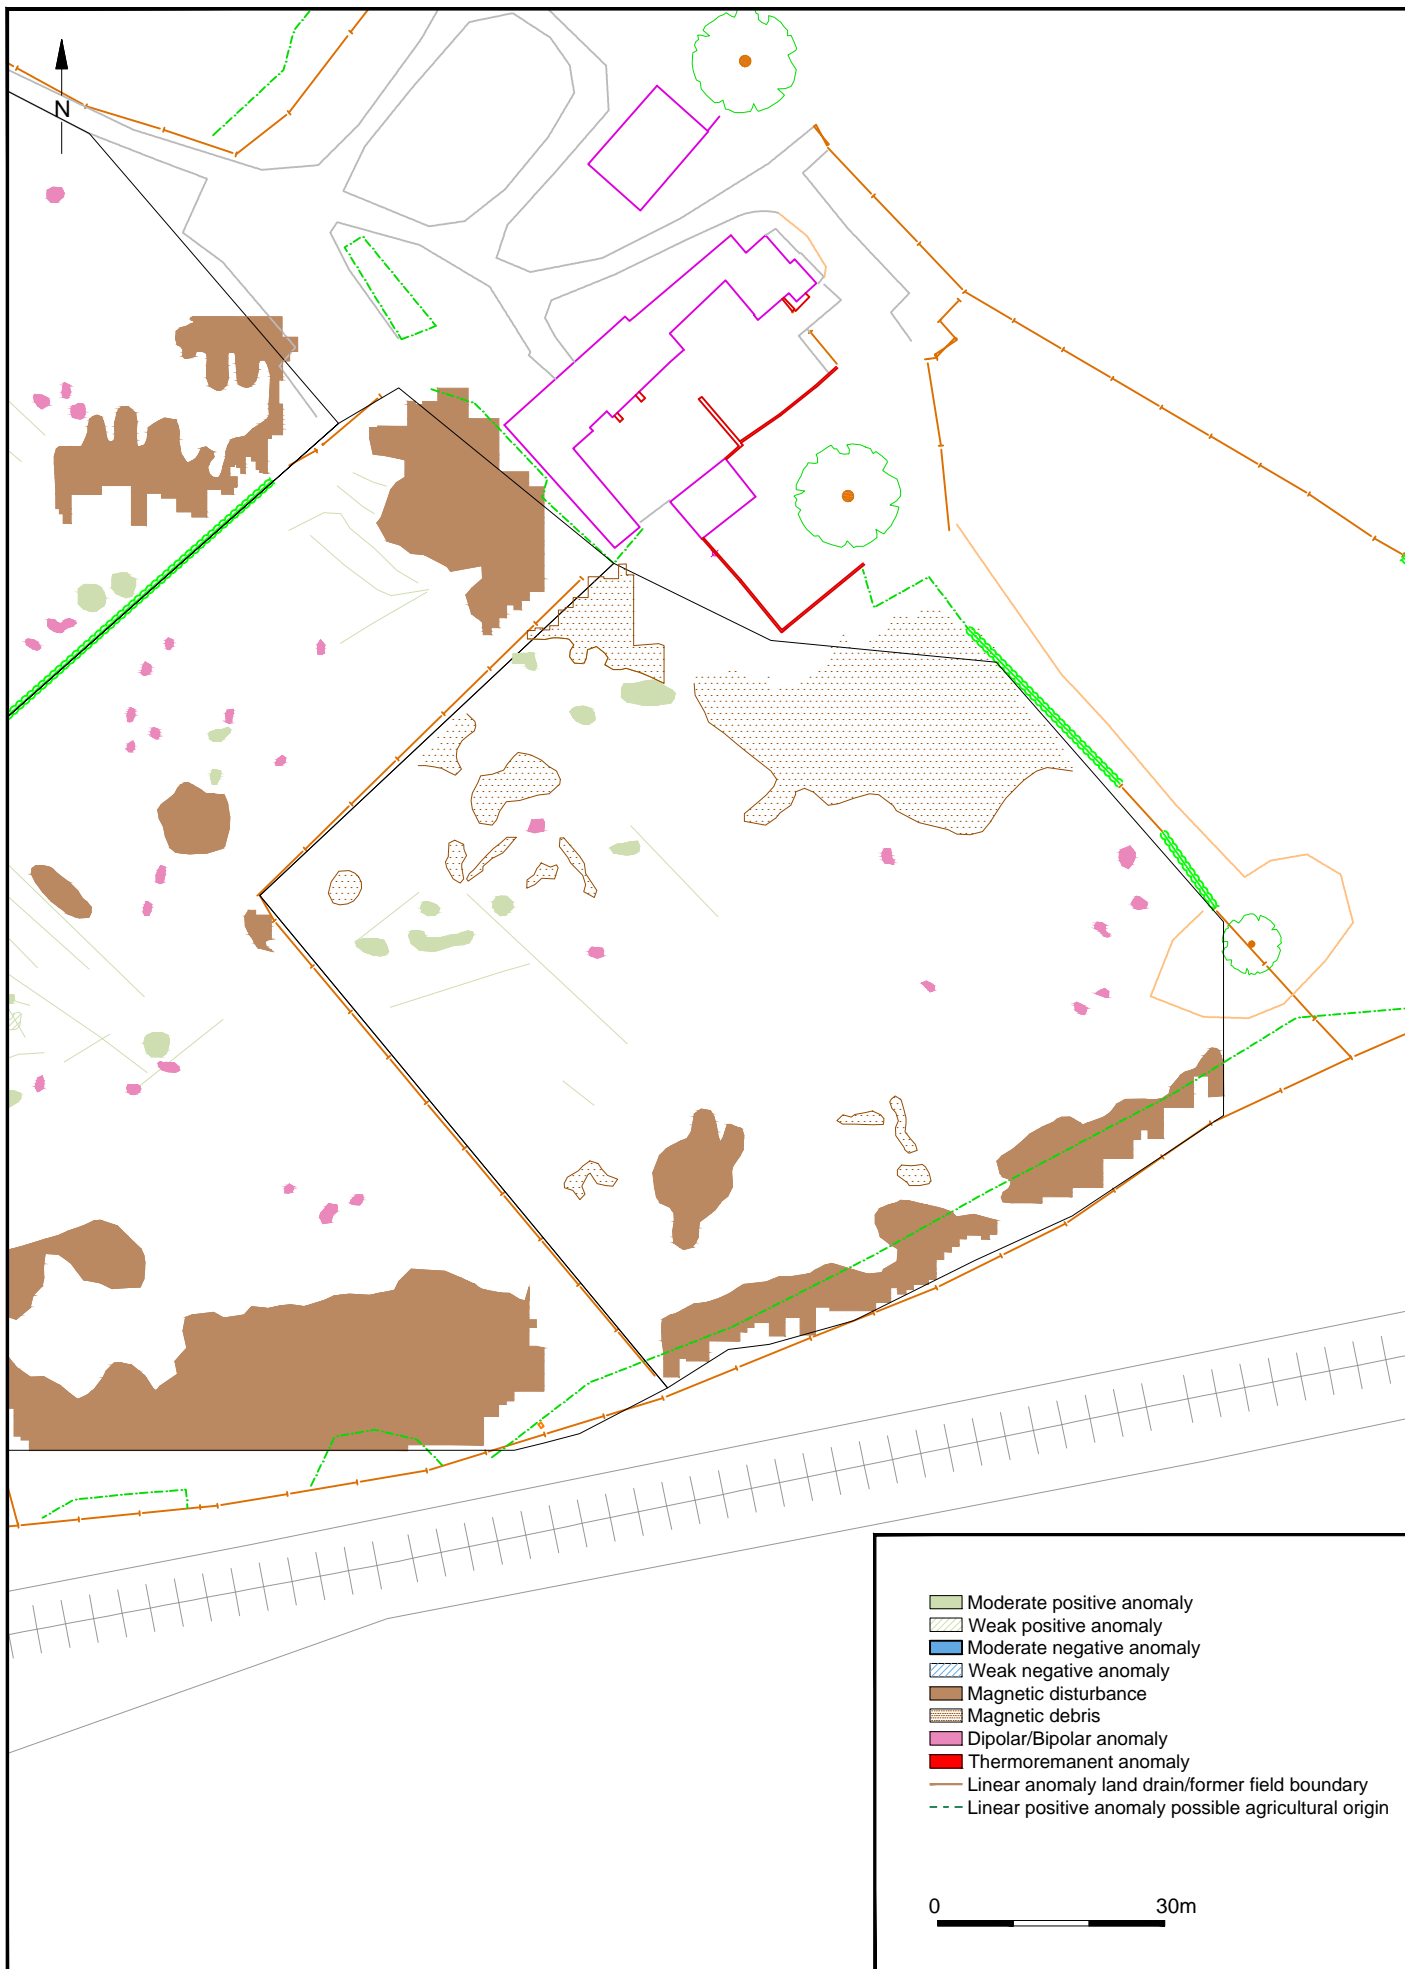 N
Moderate positive anomaly
Weak positive anomaly
Moderate negative anomaly
Weak negative anomaly
Magnetic disturbance
Magnetic debris
Dipolar/Bipolar anomaly
Thermoremanent anomaly
Linear anomaly land drain/former field boundary
Linear positive anomaly possible agricultural origin
0 30m